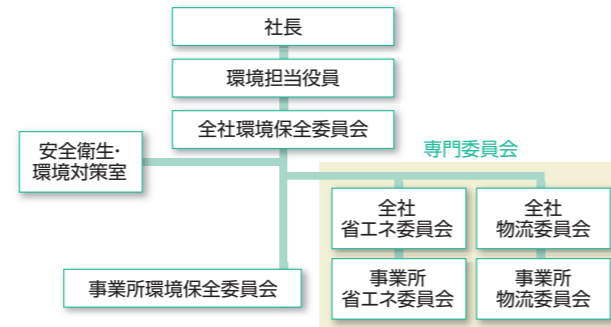 社長
環境担当役員
全社環境保全委員会
安全衛生・
環境対策室
専門委員会
全社
省エネ委員会
全社
物流委員会
事業所環境保全委員会
事業所
省エネ委員会
事業所
物流委員会